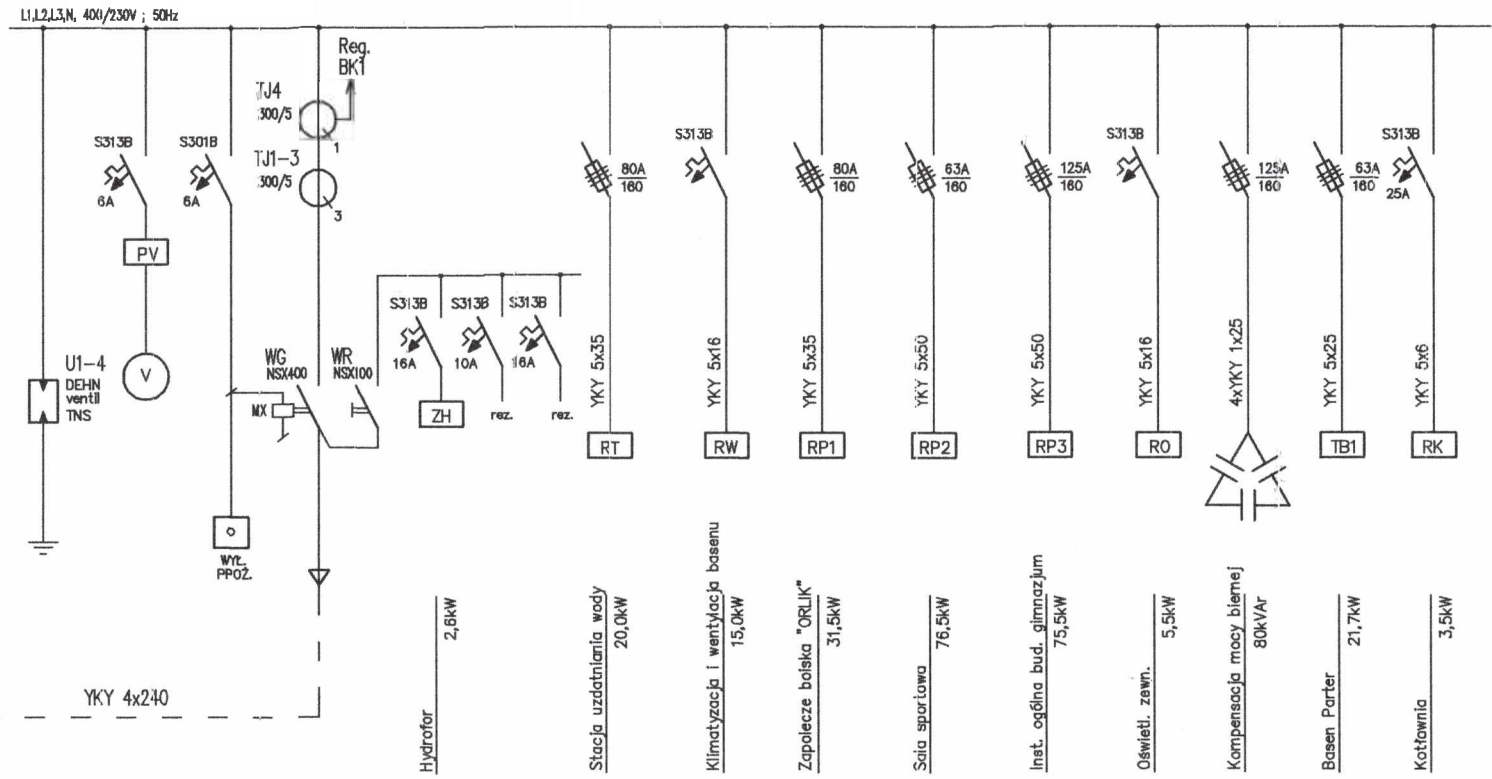 L1,L2,L3,N, 400/230V ; 50Hz
Reg.
BK1
TJ4
300/5
1
TJ1-3
300/5
3
S313B
6A
S301B
6A
PV
V
U1-4
DEHN
ventil
TNS
WG
NSX400
WR
NSX100
MX
WYŁ.
PPOŻ.
S313B
16A
S313B
10A
S313B
16A
ZH
rez.
rez.
80A
160
S313B
80A
160
63A
160
125A
160
S313B
125A
160
63A
160
S313B
25A
YKY 5x35
YKY 5x16
YKY 5x35
YKY 5x50
YKY 5x50
YKY 5x16
4xYKY 1x25
YKY 5x25
YKY 5x6
RT
RW
RP1
RP2
RP3
RO
TB1
RK
YKY 4x240
Hydrofor
2,6kW
Stacja uzdatniania wody
20,0kW
Klimatyzacja i wentylacja basenu
15,0kW
Zapolecze boiska "ORLIK"
31,5kW
Sala sportowa
76,5kW
Inst. ogólna bud. gimnazjum
75,5kW
Oświetl. zewn.
5,5kW
Kompensacja mocy biernej
80kVAr
Basen Parter
21,7kW
Kotłownia
3,5kW